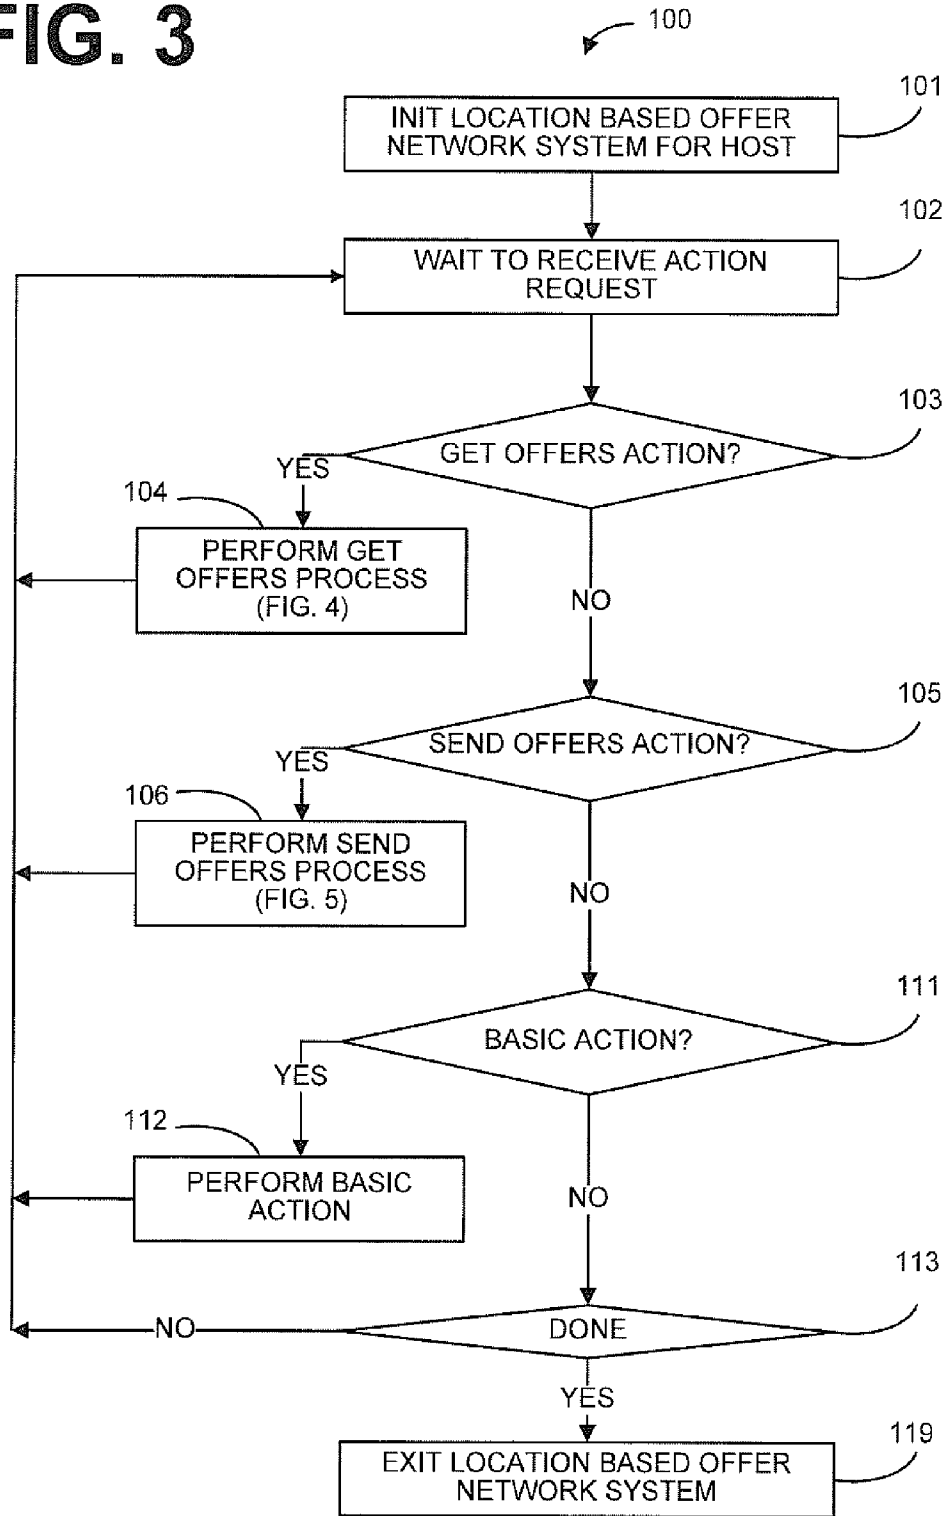 FIG. 3
100
INIT LOCATION BASED OFFER
NETWORK SYSTEM FOR HOST
101
WAIT TO RECEIVE ACTION
REQUEST
102
GET OFFERS ACTION?
103
YES
104
PERFORM GET
OFFERS PROCESS
(FIG. 4)
NO
SEND OFFERS ACTION?
105
YES
106
PERFORM SEND
OFFERS PROCESS
(FIG. 5)
NO
BASIC ACTION?
111
YES
112
PERFORM BASIC
ACTION
NO
DONE
113
NO
YES
EXIT LOCATION BASED OFFER
NETWORK SYSTEM
119